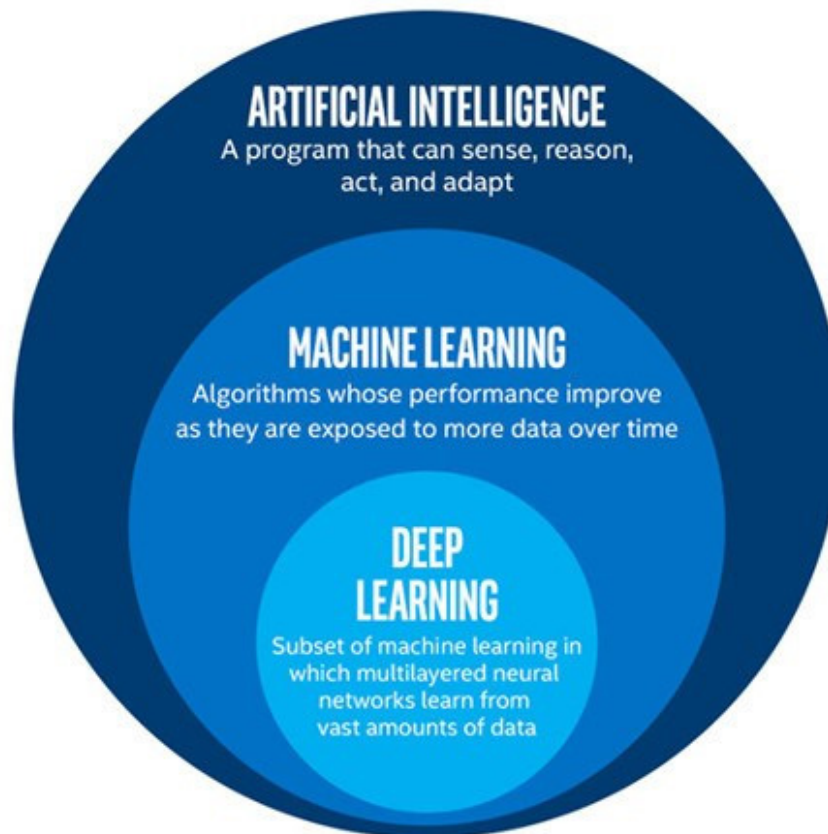 ARTIFICIAL INTELLIGENCE
A program that can sense, reason,
act, and adapt
MACHINE LEARNING
Algorithms whose performance improve
as they are exposed to more data over time
DEEP
LEARNING
Subset of machine learning in
which multilayered neural
networks learn from
vast amounts of data